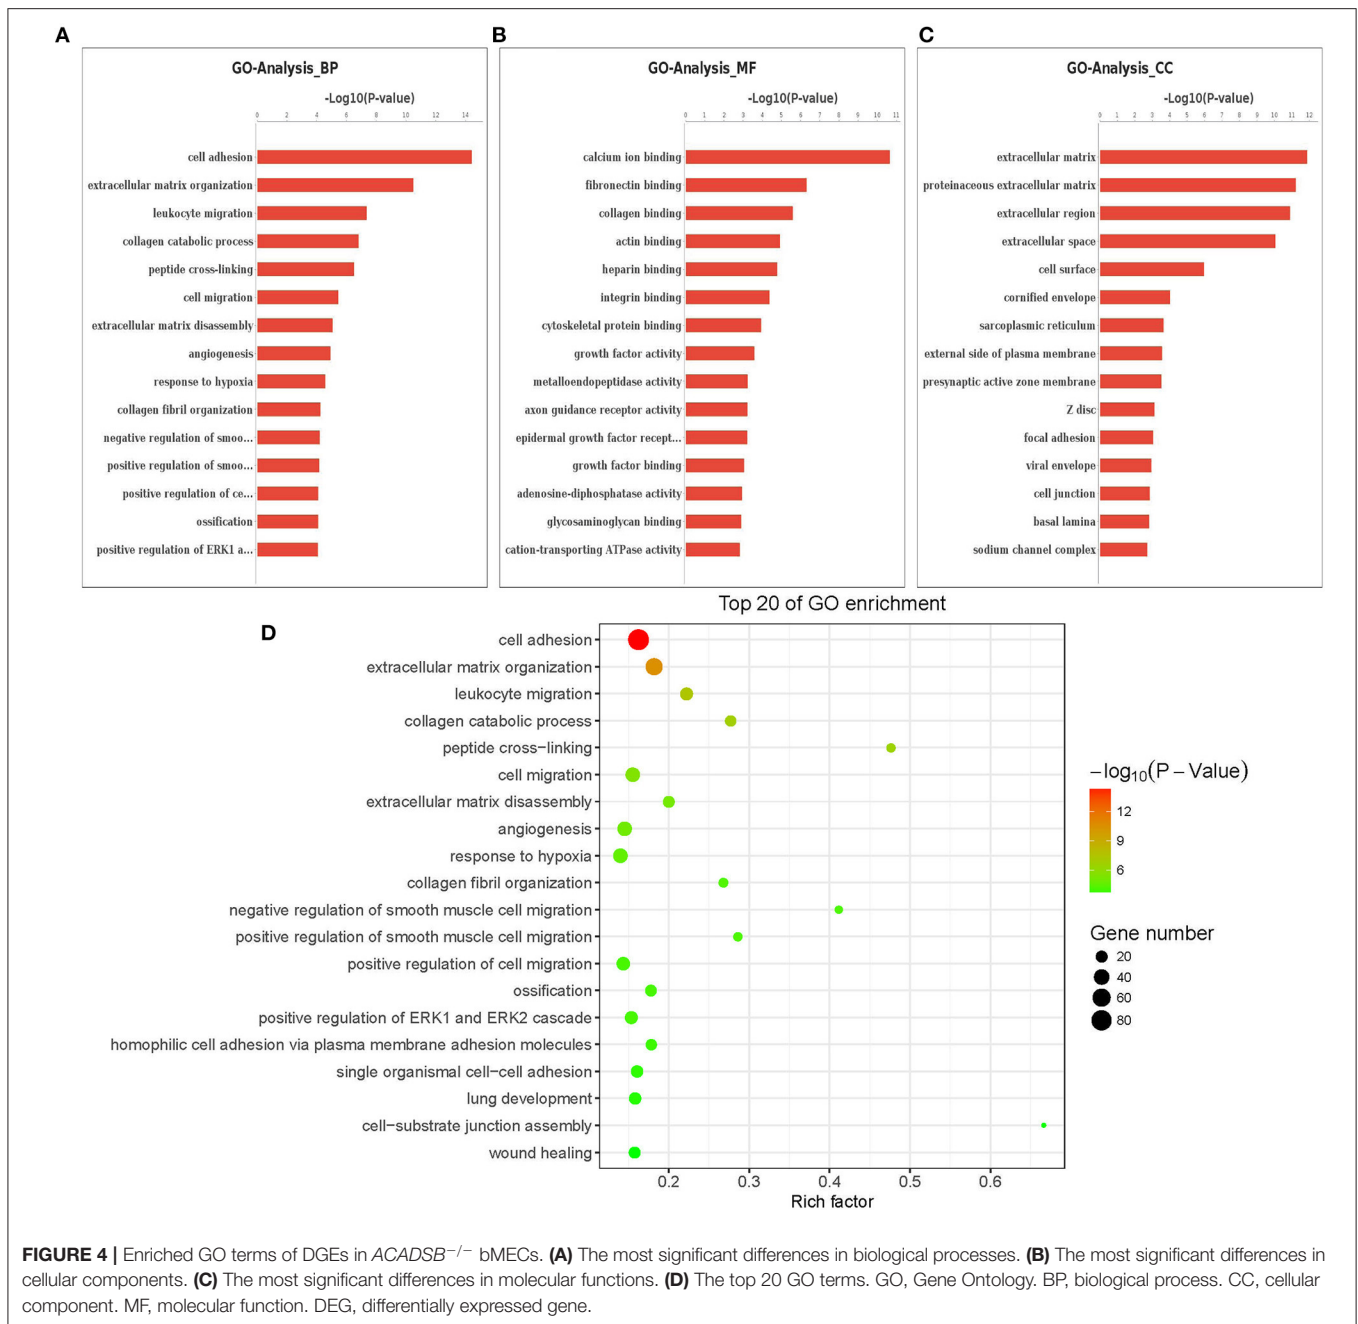 A
GO-Analysis_BP
-Log10(P-value)
0 2 4 6 8 10 12 14
cell adhesion
extracellular matrix organization
leukocyte migration
collagen catabolic process
peptide cross-linking
cell migration
extracellular matrix disassembly
angiogenesis
response to hypoxia
collagen fibril organization
negative regulation of smoo...
positive regulation of smoo...
positive regulation of ce...
ossification
positive regulation of ERK1 a...
B
GO-Analysis_MF
-Log10(P-value)
0 1 2 3 4 5 6 7 8 9 10 11
calcium ion binding
fibronectin binding
collagen binding
actin binding
heparin binding
integrin binding
cytoskeletal protein binding
growth factor activity
metalloendopeptidase activity
axon guidance receptor activity
epidermal growth factor recept...
growth factor binding
adenosine-diphosphatase activity
glycosaminoglycan binding
cation-transporting ATPase activity
C
GO-Analysis_CC
-Log10(P-value)
0 1 2 3 4 5 6 7 8 9 10 11 12
extracellular matrix
proteinaceous extracellular matrix
extracellular region
extracellular space
cell surface
cornified envelope
sarcoplasmic reticulum
external side of plasma membrane
presynaptic active zone membrane
Z disc
focal adhesion
viral envelope
cell junction
basal lamina
sodium channel complex
D
Top 20 of GO enrichment
cell adhesion
extracellular matrix organization
leukocyte migration
collagen catabolic process
peptide cross−linking
cell migration
extracellular matrix disassembly
angiogenesis
response to hypoxia
collagen fibril organization
negative regulation of smooth muscle cell migration
positive regulation of smooth muscle cell migration
positive regulation of cell migration
ossification
positive regulation of ERK1 and ERK2 cascade
homophilic cell adhesion via plasma membrane adhesion molecules
single organismal cell−cell adhesion
lung development
cell−substrate junction assembly
wound healing
0.2 0.3 0.4 0.5 0.6
Rich factor
−log10(P − Value)
12
9
6
Gene number
20
40
60
80
FIGURE 4 | Enriched GO terms of DGEs in ACADSB−/− bMECs. (A) The most significant differences in biological processes. (B) The most significant differences in
cellular components. (C) The most significant differences in molecular functions. (D) The top 20 GO terms. GO, Gene Ontology. BP, biological process. CC, cellular
component. MF, molecular function. DEG, differentially expressed gene.